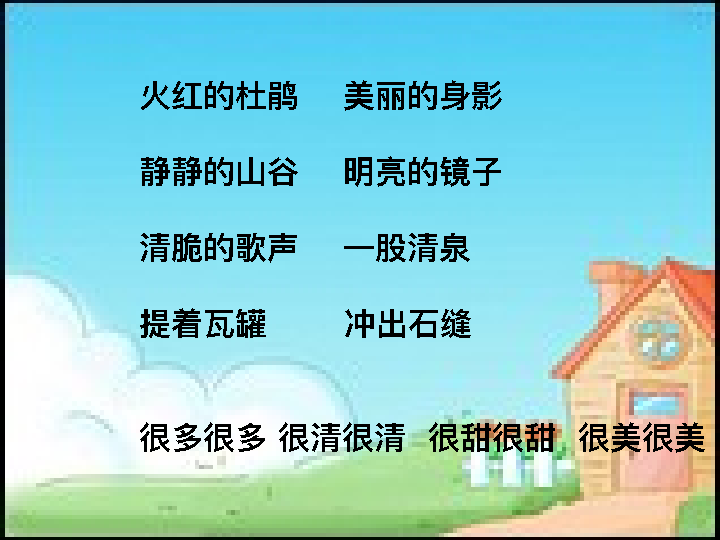 火红的杜鹃 美丽的身影
静静的山谷 明亮的镜子
清脆的歌声 一股清泉
提着瓦罐 冲出石缝
很多很多 很清很清 很甜很甜 很美很美